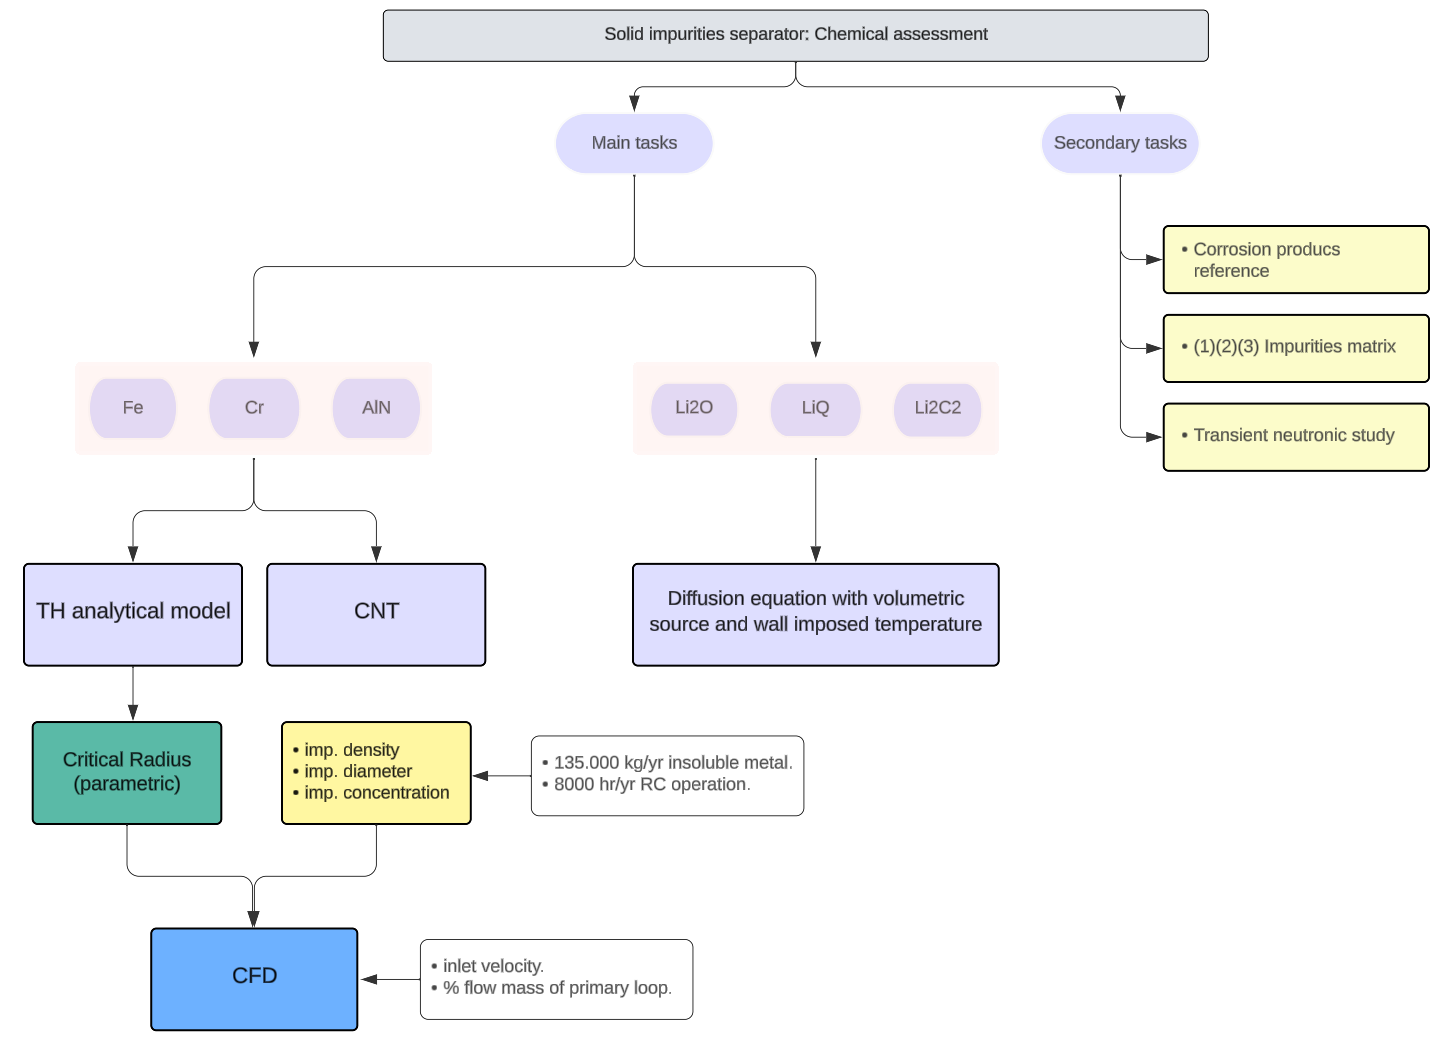 Solid impurities separator: Chemical assessment
Main tasks
Secondary tasks
• Corrosion producs
reference
• (1)(2)(3) Impurities matrix
• Transient neutronic study
Fe
Cr
AlN
Li2O
LiQ
Li2C2
TH analytical model
CNT
Diffusion equation with volumetric
source and wall imposed temperature
Critical Radius
(parametric)
• imp. density
• imp. diameter
• imp. concentration
• 135.000 kg/yr insoluble metal.
• 8000 hr/yr RC operation.
CFD
• inlet velocity.
• % flow mass of primary loop.